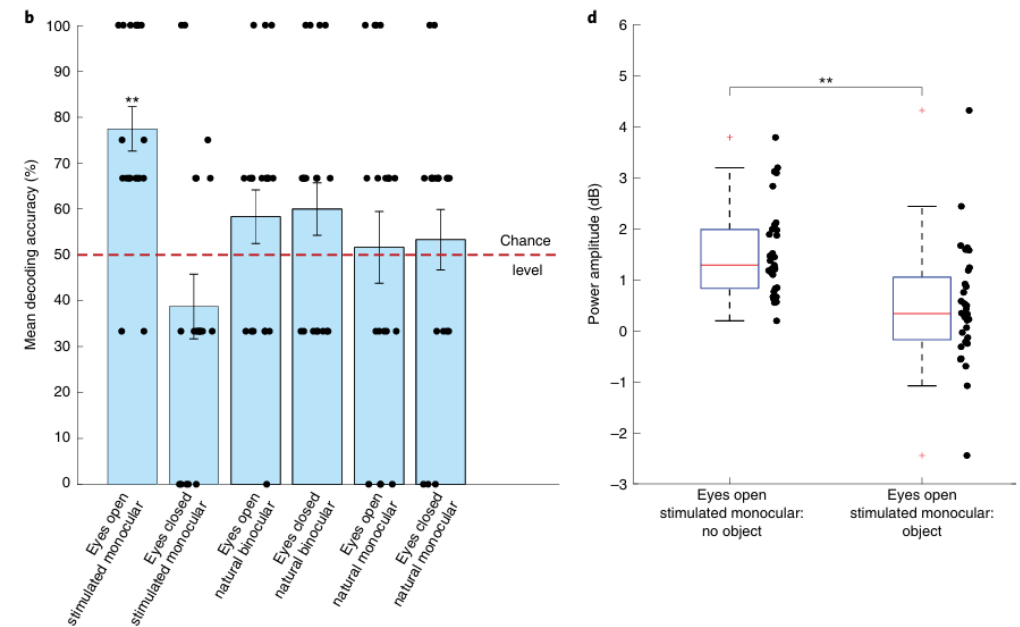 b
Mean decoding accuracy (%)
100
90
80
70
60
50
40
30
20
10
0
**
Chance
level
Eyes open
stimulated monocular
Eyes closed
stimulated monocular
Eyes open
natural binocular
Eyes closed
natural binocular
Eyes open
natural monocular
Eyes closed
natural monocular
d
Power amplitude (dB)
6
5
4
3
2
1
0
–1
–2
–3
**
Eyes open
stimulated monocular:
no object
Eyes open
stimulated monocular:
object